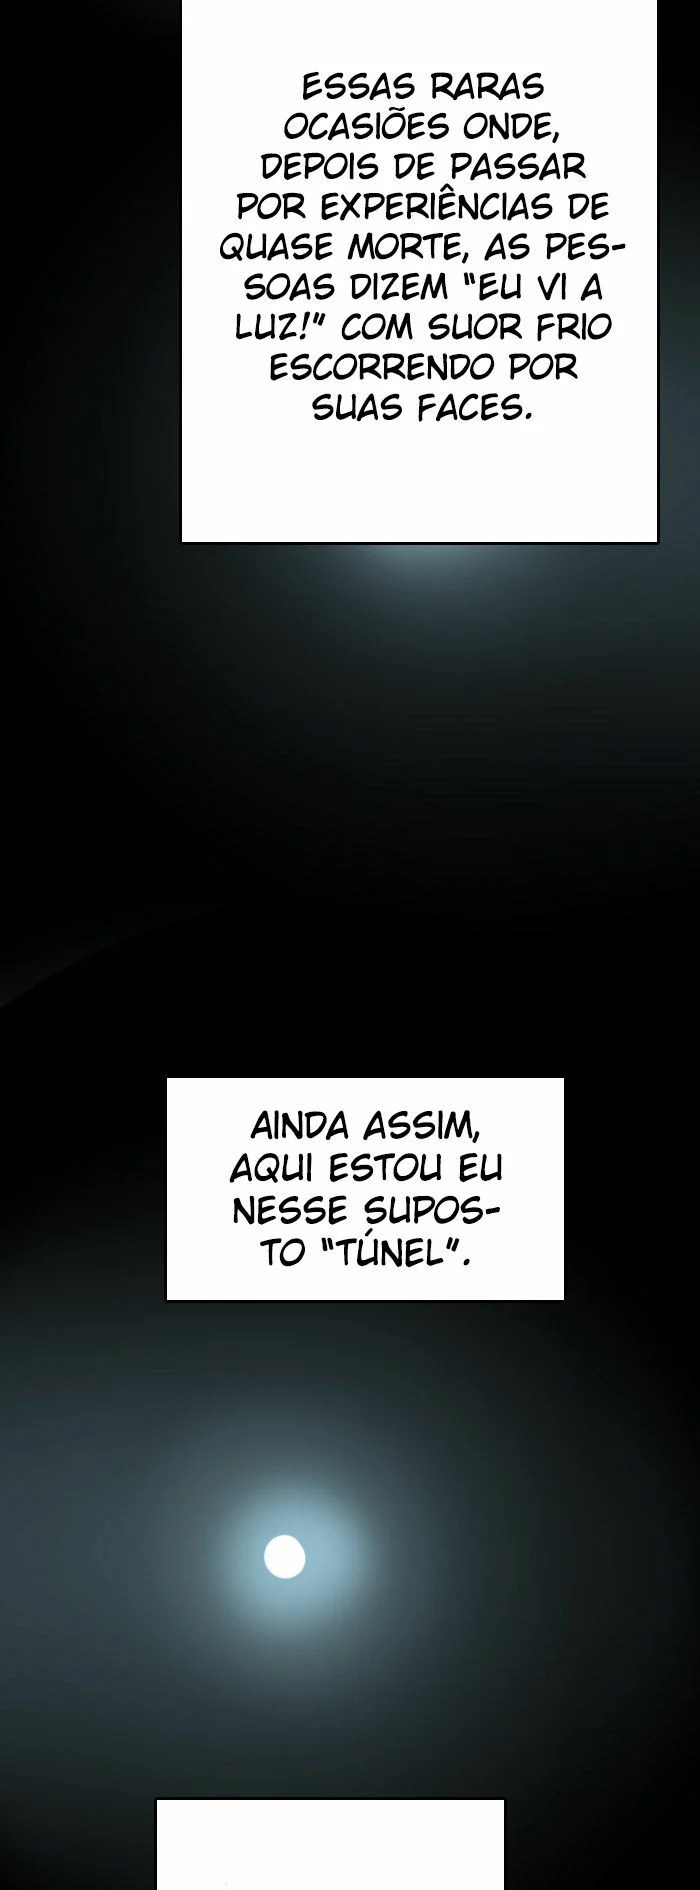 ESSAS RARAS
OCASIÕES ONDE,
DEPOIS DE PASSAR
POR EXPERIÊNCIAS DE
QUASE MORTE, AS PES-
SOAS DIZEM "EU VI A
LUZ!" COM SUOR FRIO
ESCORRENDO POR
SUAS FACES.
AINDA ASSIM,
AQUI ESTOU EU
NESSE SUPOS-
TO "TÚNEL".